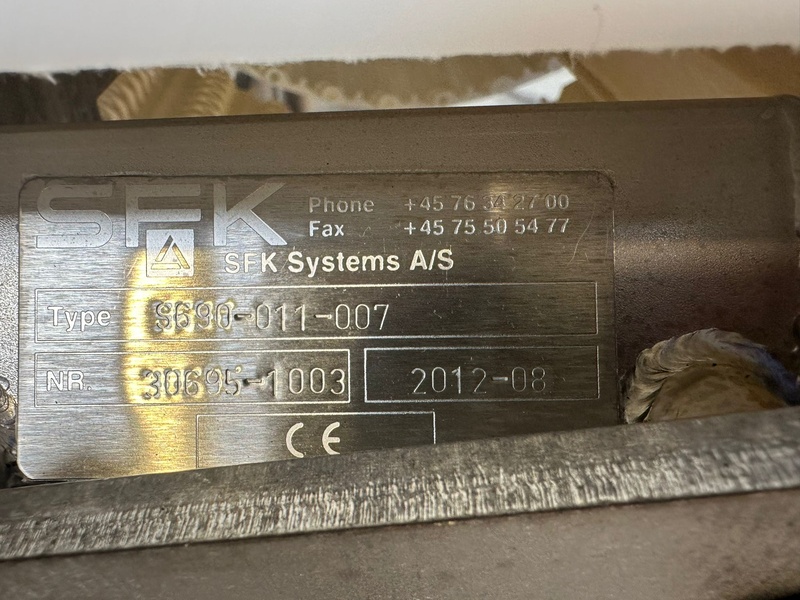 SFK
Phone +45 76 34 27 00
Fax +45 75 50 54 77
SFK Systems A/S
Type 9690-011-007
NR. 30695-1003 2012-08
CE